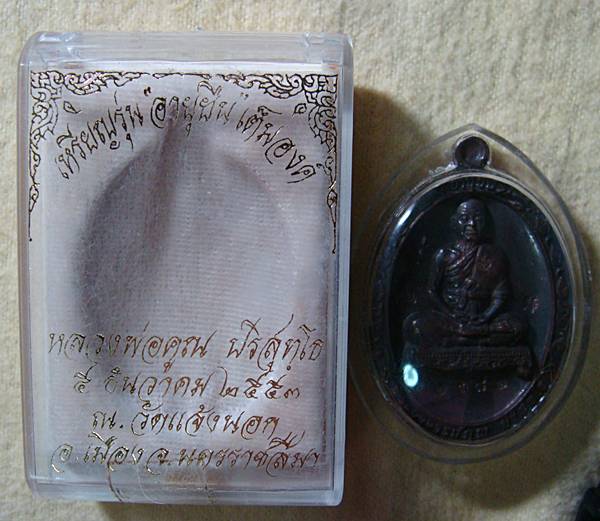 เหรียญรุ่น "อายุยืน" เต็มองค์
หลวงพ่อคูณ ปริสุทฺโธ
๕ ธันวาคม ๒๕๕๓
ณ. วัดแจ้งนอก
อ.เมือง จ.นครราชสีมา